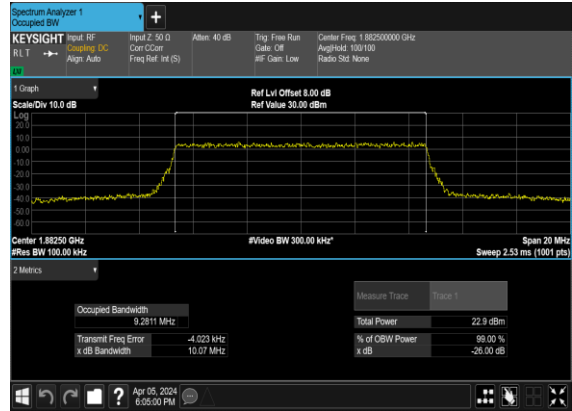 Spectrum Analyzer 1
Occupied BW
KEYSIGHT
RLT
Input: RF
Coupling: DC
Align: Auto
Input Z: 50 Ω
Corr CCorr
Freq Ref: Int (S)
Atten: 40 dB
Trig: Free Run
Gate: Off
#IF Gain: Low
Center Freq: 1.882500000 GHz
Avg|Hold: 100/100
Radio Std: None
1 Graph
Scale/Div 10.0 dB
Ref Lvl Offset 8.00 dB
Ref Value 30.00 dBm
Log
20.0
10.0
0.00
-10.0
-20.0
-30.0
-40.0
-50.0
-60.0
Center 1.88250 GHz
#Res BW 100.00 kHz
#Video BW 300.00 kHz*
Span 20 MHz
Sweep 2.53 ms (1001 pts)
2 Metrics
Occupied Bandwidth
9.2811 MHz
Transmit Freq Error -4.023 kHz
x dB Bandwidth 10.07 MHz
Measure Trace Trace 1
Total Power 22.9 dBm
% of OBW Power 99.00 %
x dB -26.00 dB
?
Apr 05, 2024
6:05:00 PM